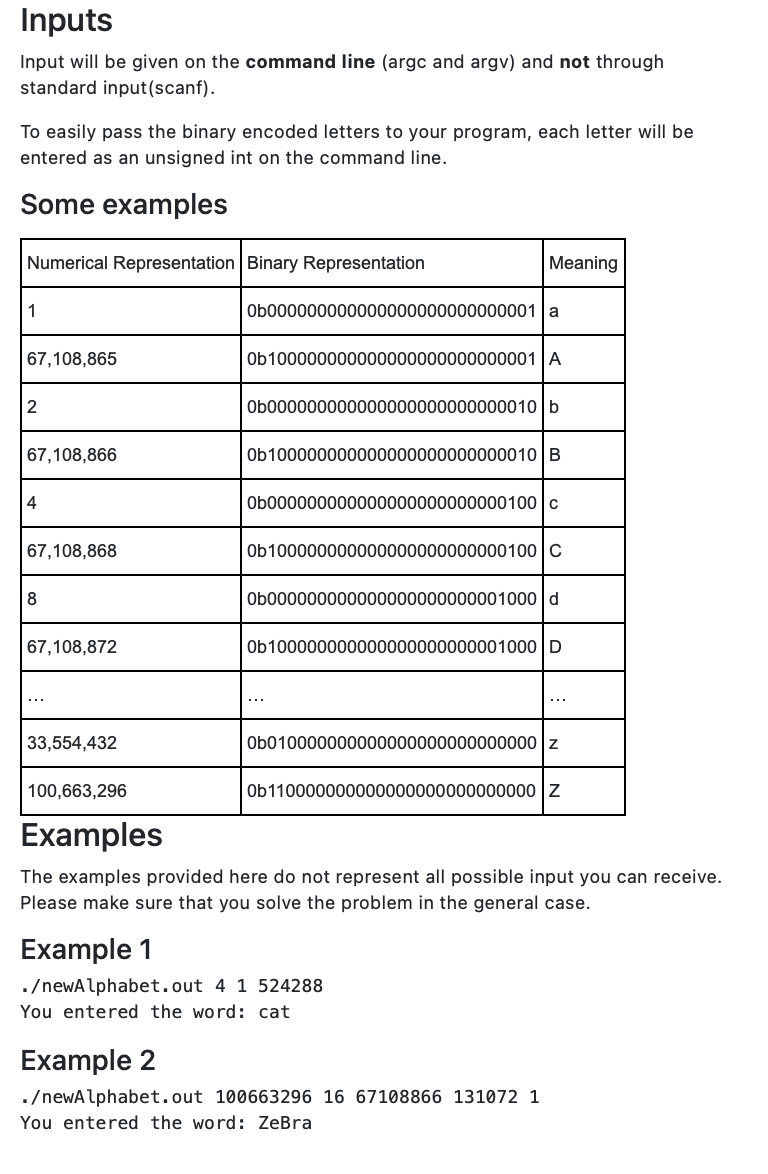 Inputs
Input will be given on the command line (argc and argv) and not through
standard input(scanf).
To easily pass the binary encoded letters to your program, each letter will be
entered as an unsigned int on the command line.
Some examples
Numerical Representation Binary Representation Meaning
1 0b000000000000000000000000001 a
67,108,865 0b100000000000000000000000001 A
2 0b000000000000000000000000010 b
67,108,866 0b100000000000000000000000010 B
4 0b000000000000000000000000100 c
67,108,868 0b100000000000000000000000100 C
8 0b000000000000000000000001000 d
67,108,872 0b100000000000000000000001000 D
... ... ...
33,554,432 0b010000000000000000000000000 z
100,663,296 0b110000000000000000000000000 Z
Examples
The examples provided here do not represent all possible input you can receive.
Please make sure that you solve the problem in the general case.
Example 1
./newAlphabet.out 4 1 524288
You entered the word: cat
Example 2
./newAlphabet.out 100663296 16 67108866 131072 1
You entered the word: ZeBra